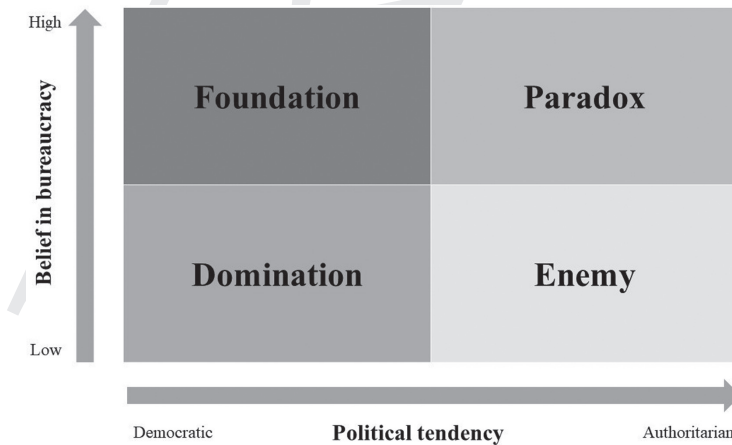 High
Foundation
Paradox
Belief in bureaucracy
Domination
Enemy
Low
Democratic
Political tendency
Authoritarian